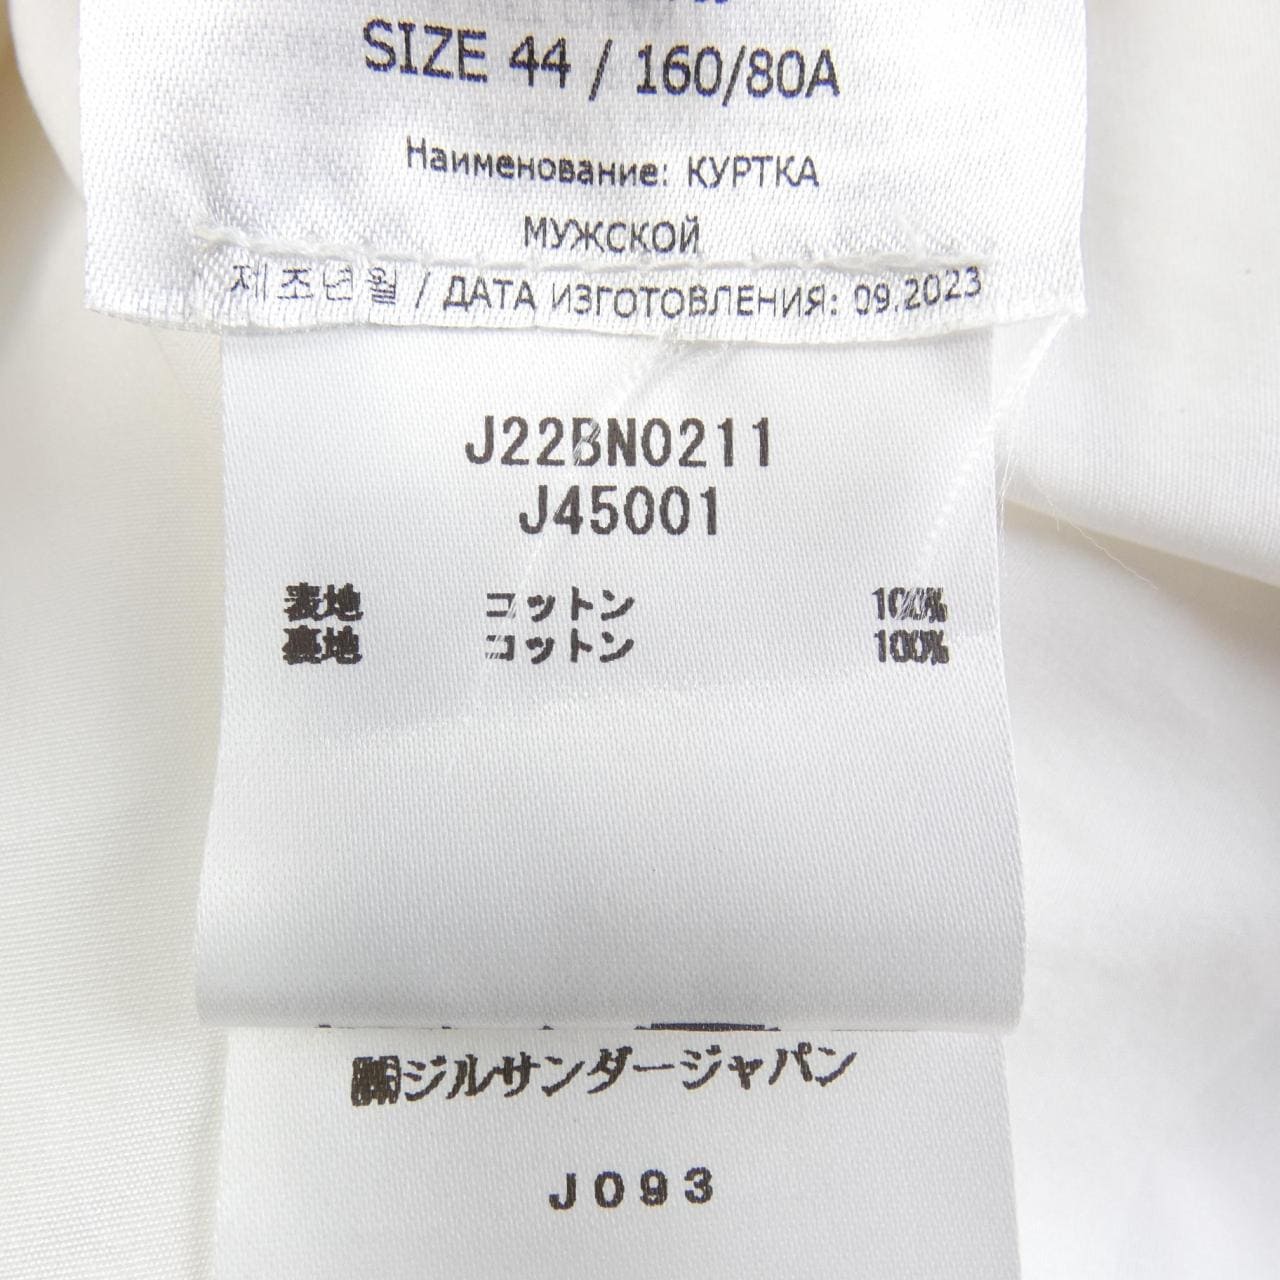 SIZE 44 / 160/80A
Наименование: КУРТКА
МУЖСКОЙ
제조년월 / ДАТА ИЗГОТОВЛЕНИЯ: 09.2023
J22BN0211
J45001
表地 コットン 100%
裏地 コットン 100%
㈱ジルサンダージャパン
J093